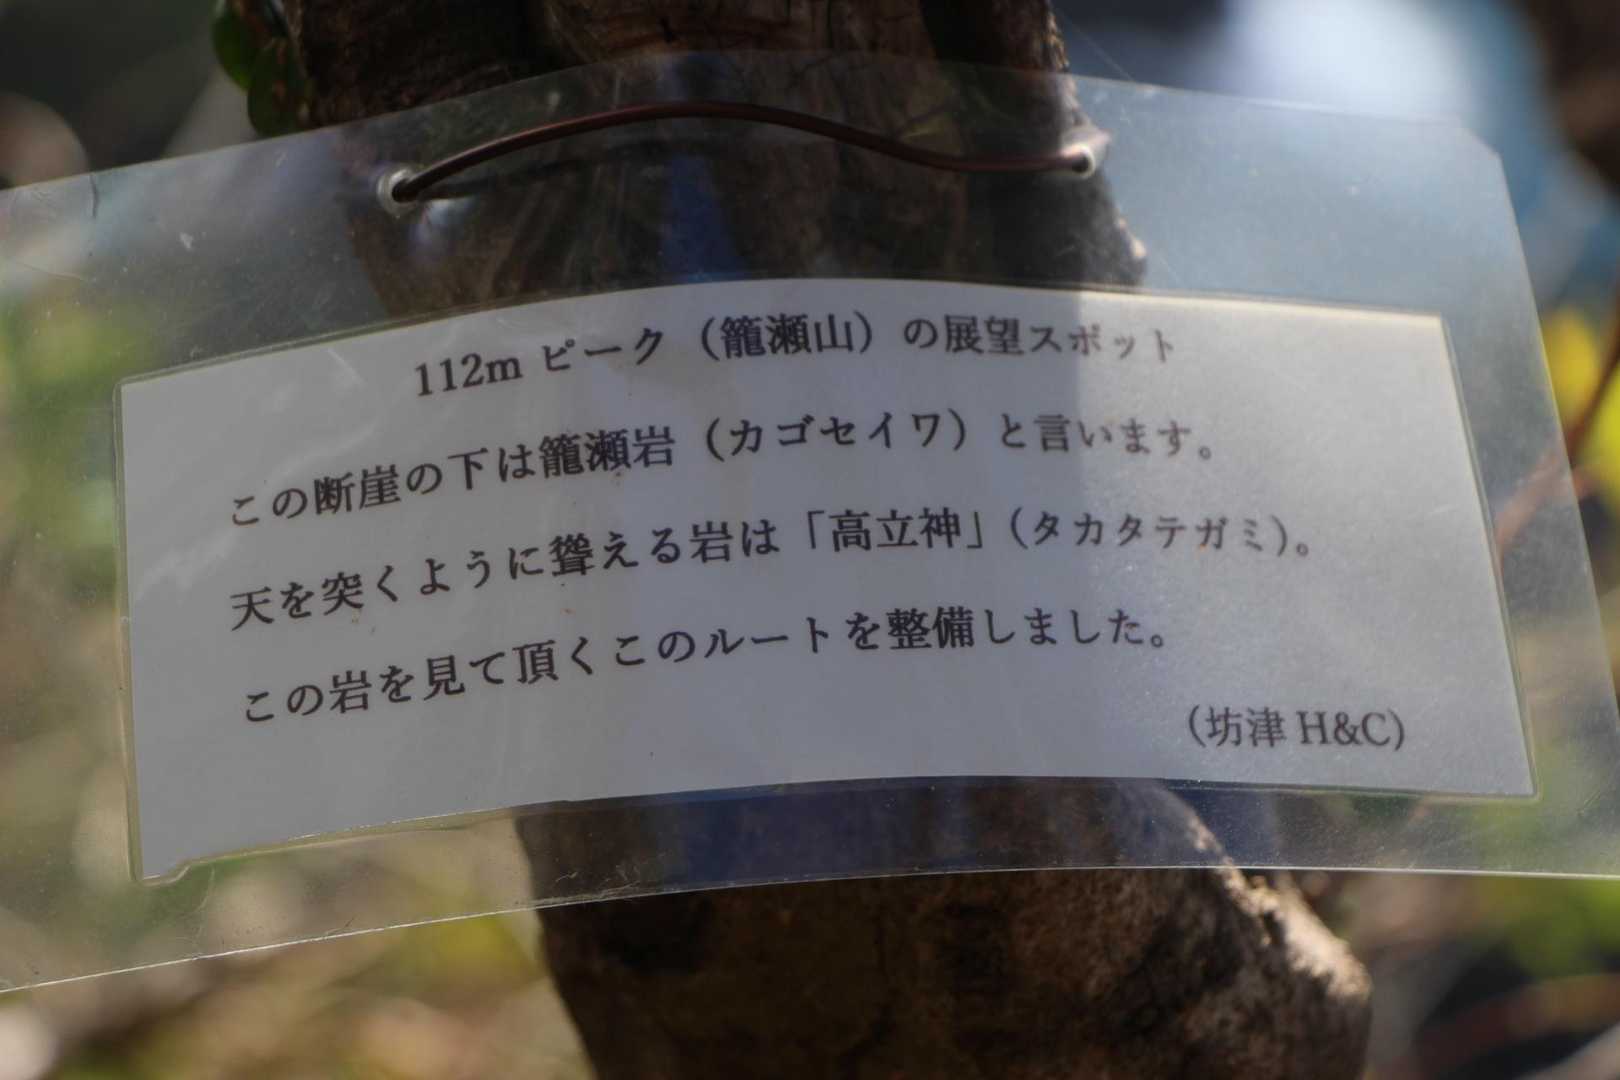 112m ピーク（籠瀬山）の展望スポット
この断崖の下は籠瀬岩（カゴセイワ）と言います。
天を突くように聳える岩は「高立神」（タカタテガミ）。
この岩を見て頂くこのルートを整備しました。
（坊津 H&C）